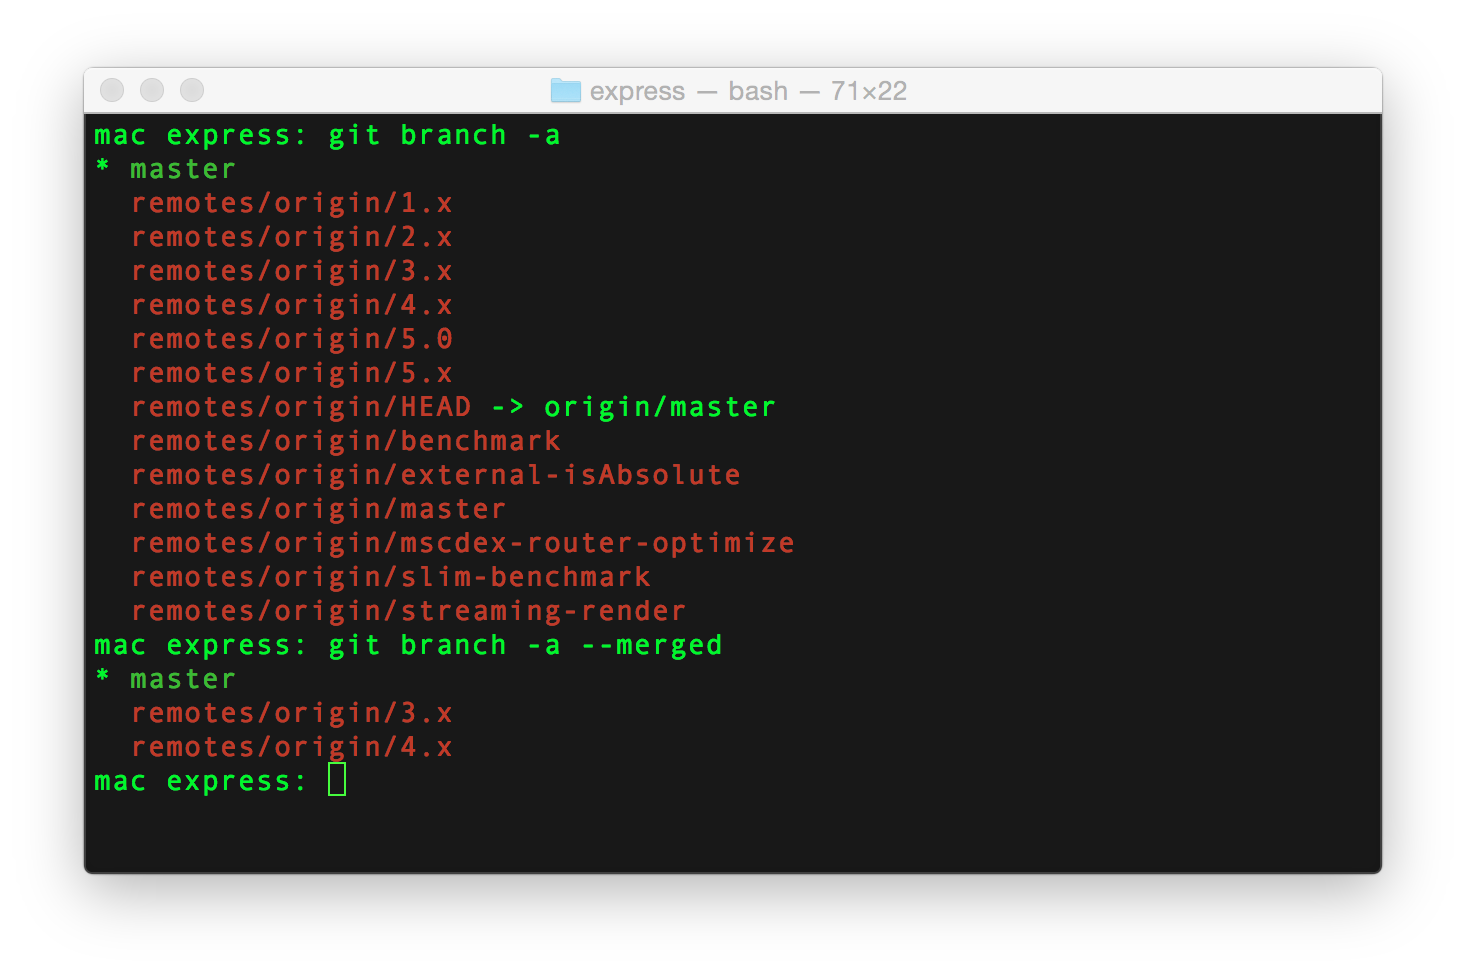 express — bash — 71×22
mac express: git branch -a
* master
  remotes/origin/1.x
  remotes/origin/2.x
  remotes/origin/3.x
  remotes/origin/4.x
  remotes/origin/5.0
  remotes/origin/5.x
  remotes/origin/HEAD -> origin/master
  remotes/origin/benchmark
  remotes/origin/external-isAbsolute
  remotes/origin/master
  remotes/origin/mscdex-router-optimize
  remotes/origin/slim-benchmark
  remotes/origin/streaming-render
mac express: git branch -a --merged
* master
  remotes/origin/3.x
  remotes/origin/4.x
mac express: